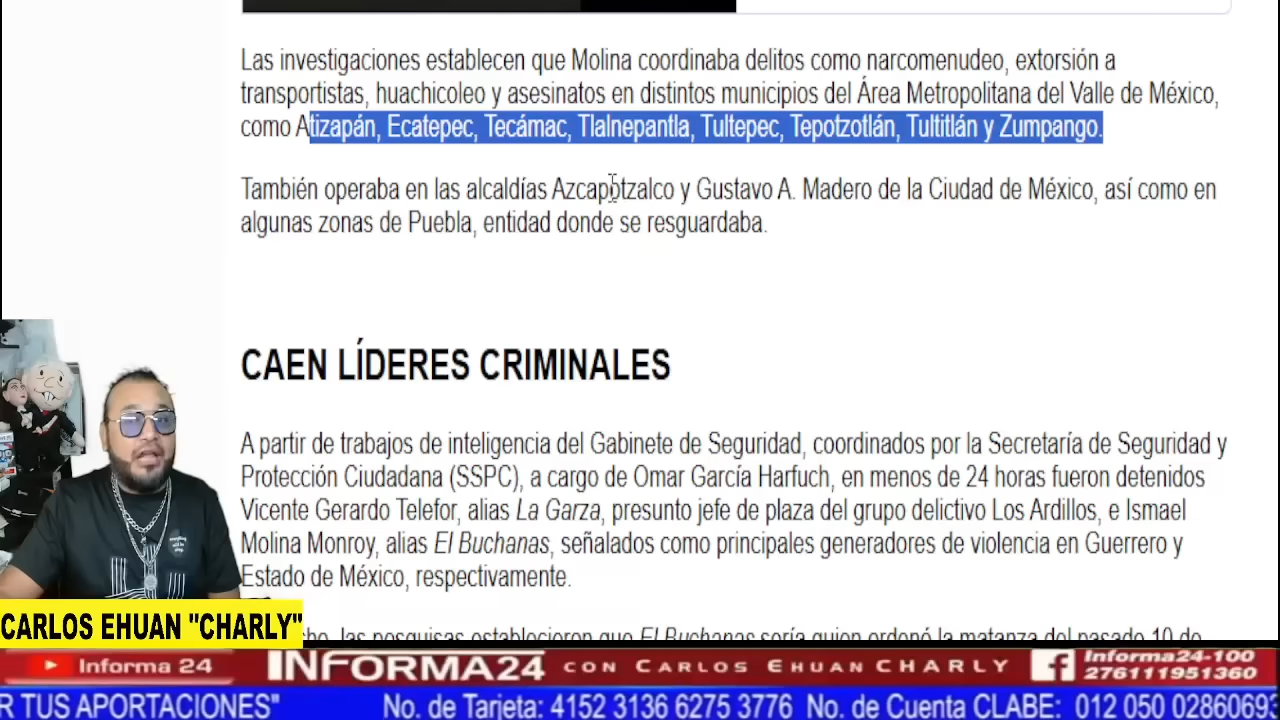 Las investigaciones establecen que Molina coordinaba delitos como narcomenudeo, extorsión a
transportistas, huachicoleo y asesinatos en distintos municipios del Área Metropolitana del Valle de México,
como Atizapán, Ecatepec, Tecámac, Tlalnepantla, Tultepec, Tepotzotlán, Tultitlán y Zumpango.
También operaba en las alcaldías Azcapotzalco y Gustavo A. Madero de la Ciudad de México, así como en
algunas zonas de Puebla, entidad donde se resguardaba.
CAEN LÍDERES CRIMINALES
A partir de trabajos de inteligencia del Gabinete de Seguridad, coordinados por la Secretaría de Seguridad y
Protección Ciudadana (SSPC), a cargo de Omar García Harfuch, en menos de 24 horas fueron detenidos
Vicente Gerardo Telefor, alias La Garza, presunto jefe de plaza del grupo delictivo Los Ardillos, e Ismael
Molina Monroy, alias El Buchanas, señalados como principales generadores de violencia en Guerrero y
Estado de México, respectivamente.
las pesquisas establecieron que El Buchanas sería quien ordenó la matanza del pasado 10 de
CARLOS EHUAN "CHARLY"
Informa 24
INFORMA24 CON CARLOS EHUAN CHARLY
Informa24-100
276111951360
R TUS APORTACIONES" No. de Tarjeta: 4152 3136 6275 3776 No. de Cuenta CLABE: 012 050 02860693